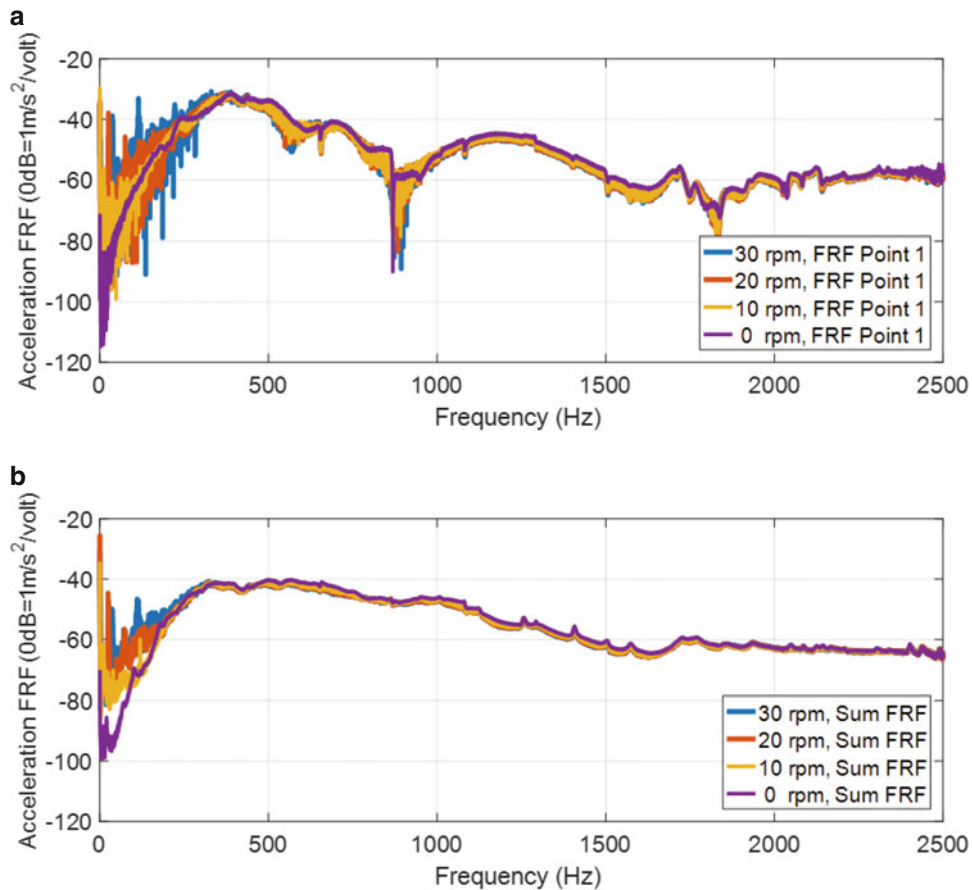 a
-20
-40
-60
-80
-100
-120
Acceleration FRF (0dB=1m/s²/volt)
30 rpm, FRF Point 1
20 rpm, FRF Point 1
10 rpm, FRF Point 1
0 rpm, FRF Point 1
0 500 1000 1500 2000 2500
Frequency (Hz)
b
-20
-40
-60
-80
-100
-120
Acceleration FRF (0dB=1m/s²/volt)
30 rpm, Sum FRF
20 rpm, Sum FRF
10 rpm, Sum FRF
0 rpm, Sum FRF
0 500 1000 1500 2000 2500
Frequency (Hz)